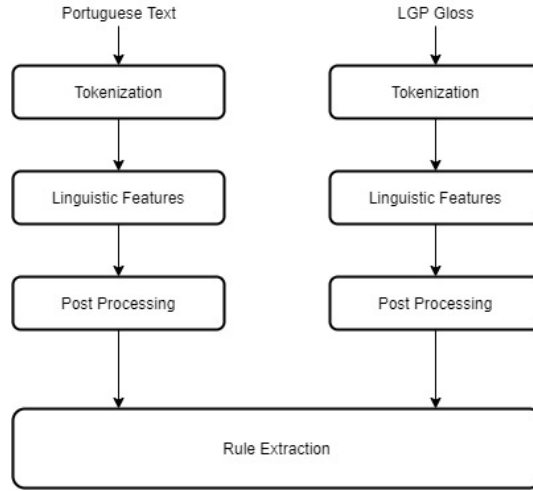 Portuguese Text
LGP Gloss
Tokenization
Tokenization
Linguistic Features
Linguistic Features
Post Processing
Post Processing
Rule Extraction